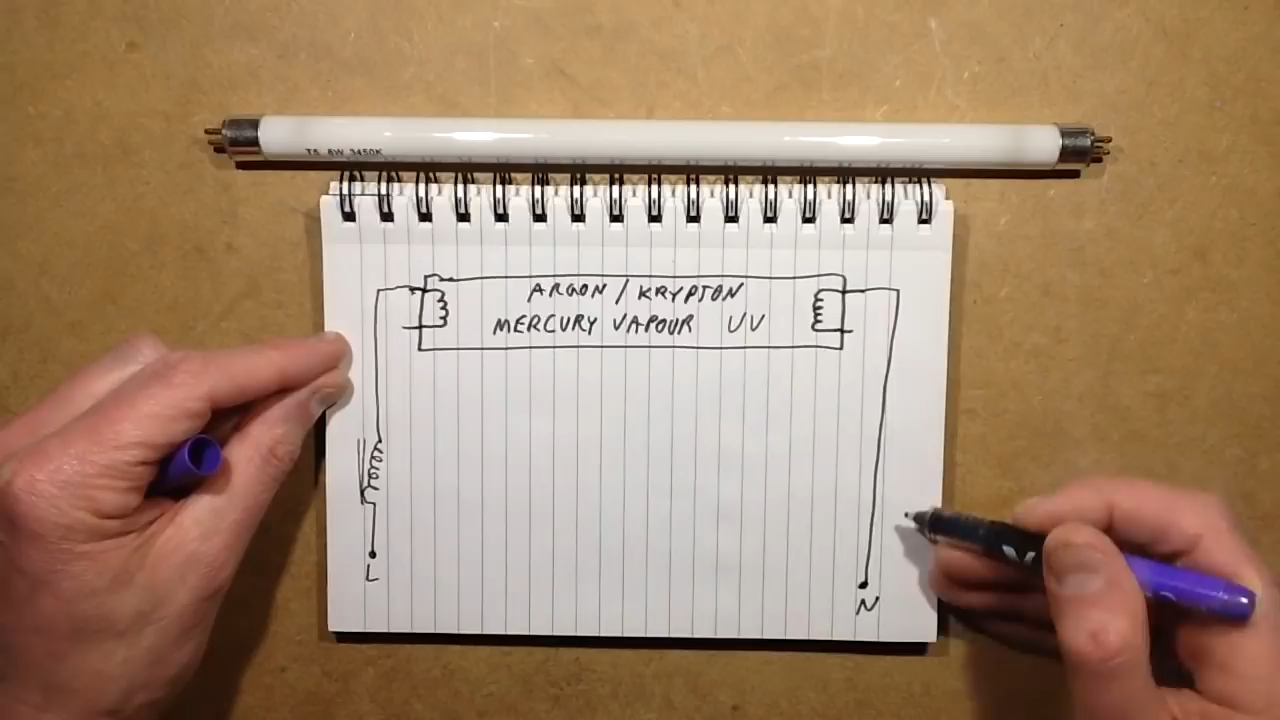 T5 6W 3450K
ARGON / KRYPTON
MERCURY VAPOUR UV
L
N
V